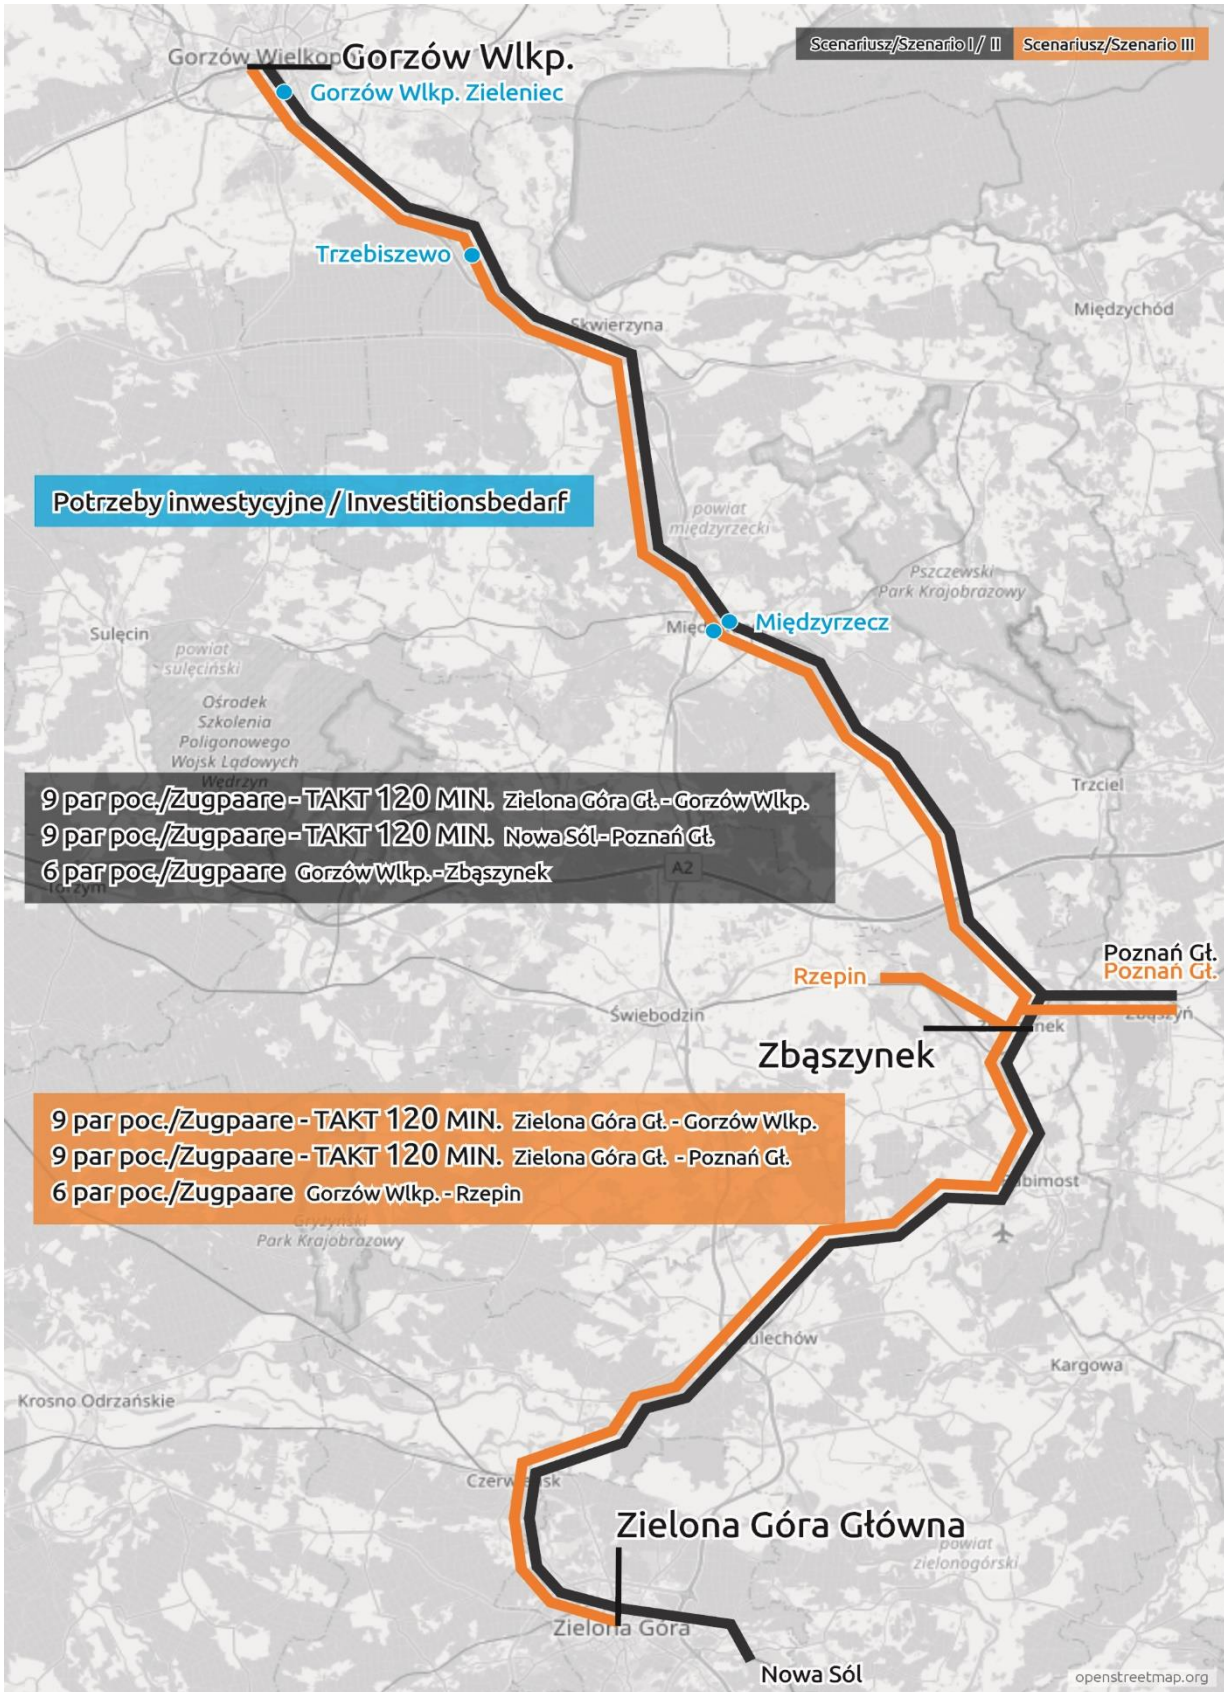 Scenariusz/Szenario I / II
Scenariusz/Szenario III
Gorzów Wielkop
Gorzów Wlkp.
Gorzów Wlkp. Zieleniec
Trzebiszewo
Międzychód
Skwierzyna
Potrzeby inwestycyjne / Investitionsbedarf
powiat
międzyrzecki
Pszczewski
Park Krajobrazowy
Sulęcin
powiat
sulęciński
Międzyrzecz
Ośrodek
Szkolenia
Poligonowego
Wojsk Lądowych
Wędrzyn
Trzciel
9 par poc./Zugpaare - TAKT 120 MIN. Zielona Góra Gł. - Gorzów Wlkp.
9 par poc./Zugpaare - TAKT 120 MIN. Nowa Sól - Poznań Gł.
6 par poc./Zugpaare Gorzów Wlkp. - Zbąszynek
A2
Poznań Gł.
Poznań Gł.
Rzepin
Świebodzin
Zbąszyń
Zbąszynek
9 par poc./Zugpaare - TAKT 120 MIN. Zielona Góra Gł. - Gorzów Wlkp.
9 par poc./Zugpaare - TAKT 120 MIN. Zielona Góra Gł. - Poznań Gł.
6 par poc./Zugpaare Gorzów Wlkp. - Rzepin
Gryżyński
Park Krajobrazowy
Kargowa
Krosno Odrzańskie
Zielona Góra Główna
powiat
zielonogórski
Zielona Góra
Nowa Sól
openstreetmap.org